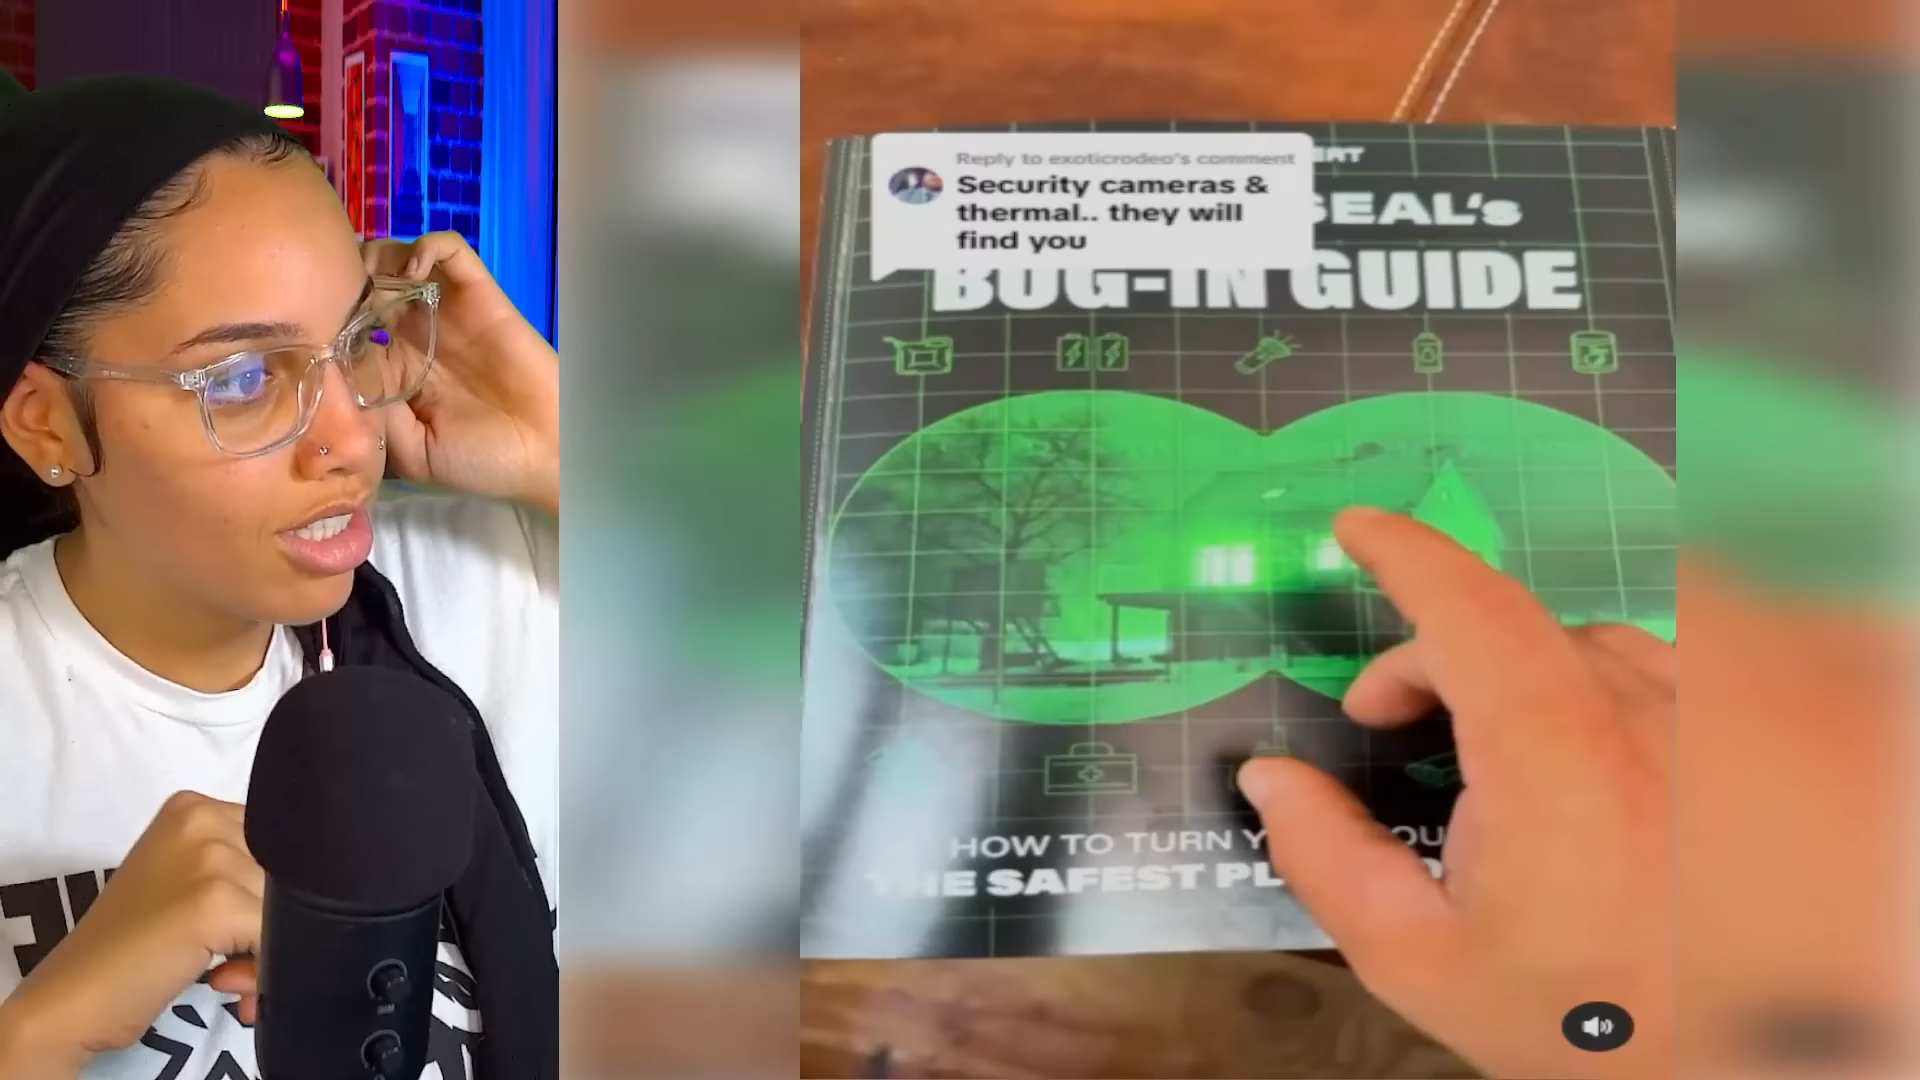 Reply to exoticrodeo's comment
Security cameras &
thermal.. they will
find you
SEAL's
BUG-IN GUIDE
HOW TO TURN
THE SAFEST